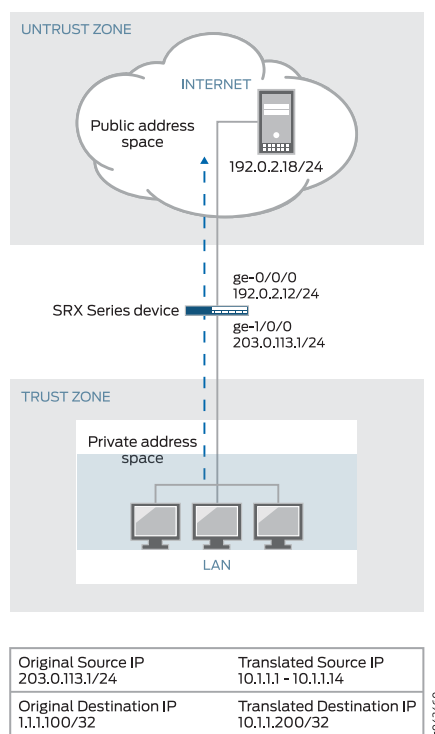 UNTRUST ZONE
INTERNET
Public address
space
192.0.2.18/24
ge-0/0/0
192.0.2.12/24
SRX Series device
ge-1/0/0
203.0.113.1/24
TRUST ZONE
Private address
space
LAN
Original Source IP
203.0.113.1/24
Translated Source IP
10.1.1.1 - 10.1.1.14
Original Destination IP
1.1.1.100/32
Translated Destination IP
10.1.1.200/32